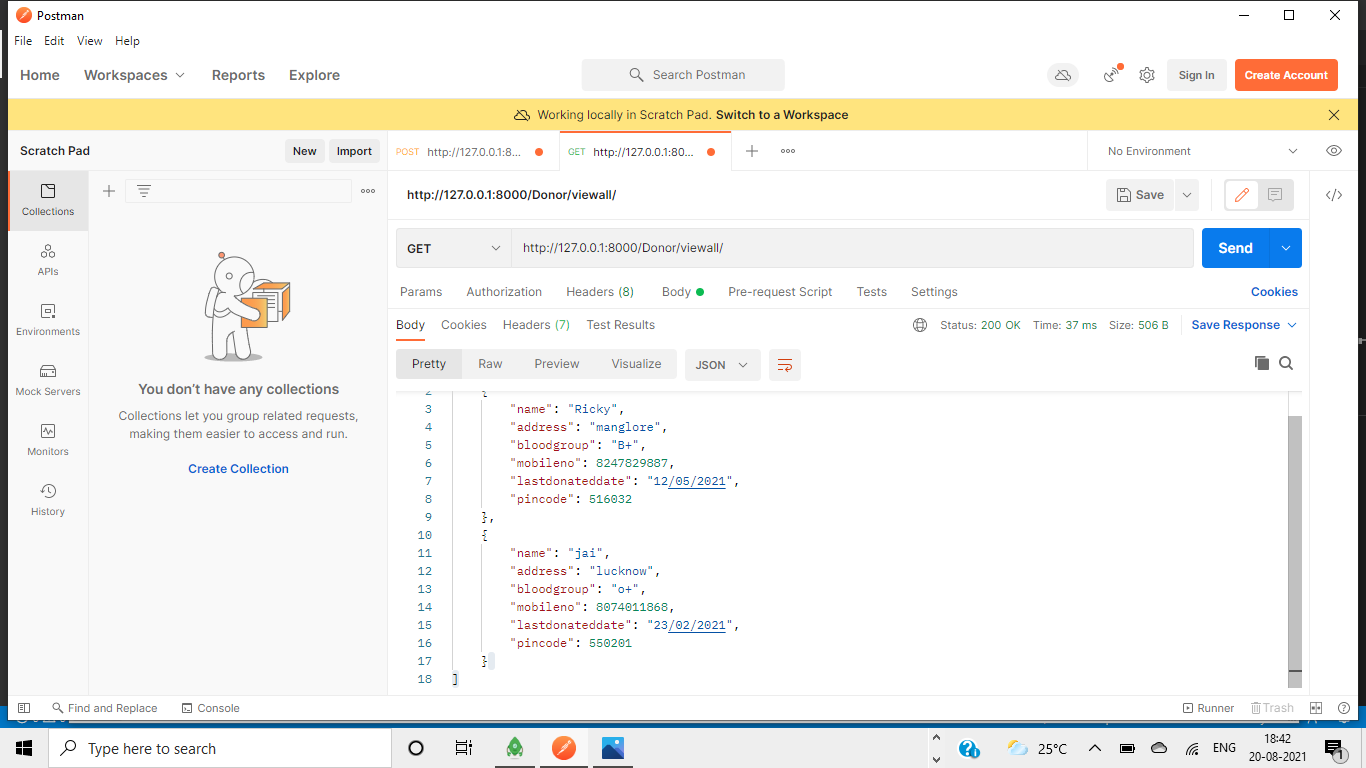 Postman
File Edit View Help
Home Workspaces Reports Explore Search Postman Sign In Create Account
Working locally in Scratch Pad. Switch to a Workspace
Scratch Pad New Import POST http://127.0.0.1:8... GET http://127.0.0.1:80... No Environment
Collections
APIs
Environments
Mock Servers
Monitors
History
You don't have any collections
Collections let you group related requests,
making them easier to access and run.
Create Collection
http://127.0.0.1:8000/Donor/viewall/ Save
GET http://127.0.0.1:8000/Donor/viewall/ Send
Params Authorization Headers (8) Body Pre-request Script Tests Settings Cookies
Body Cookies Headers (7) Test Results Status: 200 OK Time: 37 ms Size: 506 B Save Response
Pretty Raw Preview Visualize JSON
2 {
3 "name": "Ricky",
4 "address": "manglore",
5 "bloodgroup": "B+",
6 "mobileno": 8247829887,
7 "lastdonateddate": "12/05/2021",
8 "pincode": 516032
9 },
10 {
11 "name": "jai",
12 "address": "lucknow",
13 "bloodgroup": "o+",
14 "mobileno": 8074011868,
15 "lastdonateddate": "23/02/2021",
16 "pincode": 550201
17 }
18 ]
Find and Replace Console Runner Trash
Type here to search 25°C ENG 18:42
20-08-2021
1